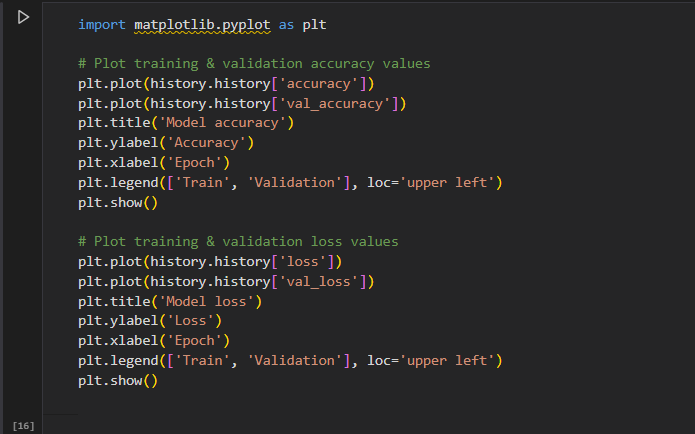 import matplotlib.pyplot as plt
# Plot training & validation accuracy values
plt.plot(history.history['accuracy'])
plt.plot(history.history['val_accuracy'])
plt.title('Model accuracy')
plt.ylabel('Accuracy')
plt.xlabel('Epoch')
plt.legend(['Train', 'Validation'], loc='upper left')
plt.show()
# Plot training & validation loss values
plt.plot(history.history['loss'])
plt.plot(history.history['val_loss'])
plt.title('Model loss')
plt.ylabel('Loss')
plt.xlabel('Epoch')
plt.legend(['Train', 'Validation'], loc='upper left')
plt.show()
[16]